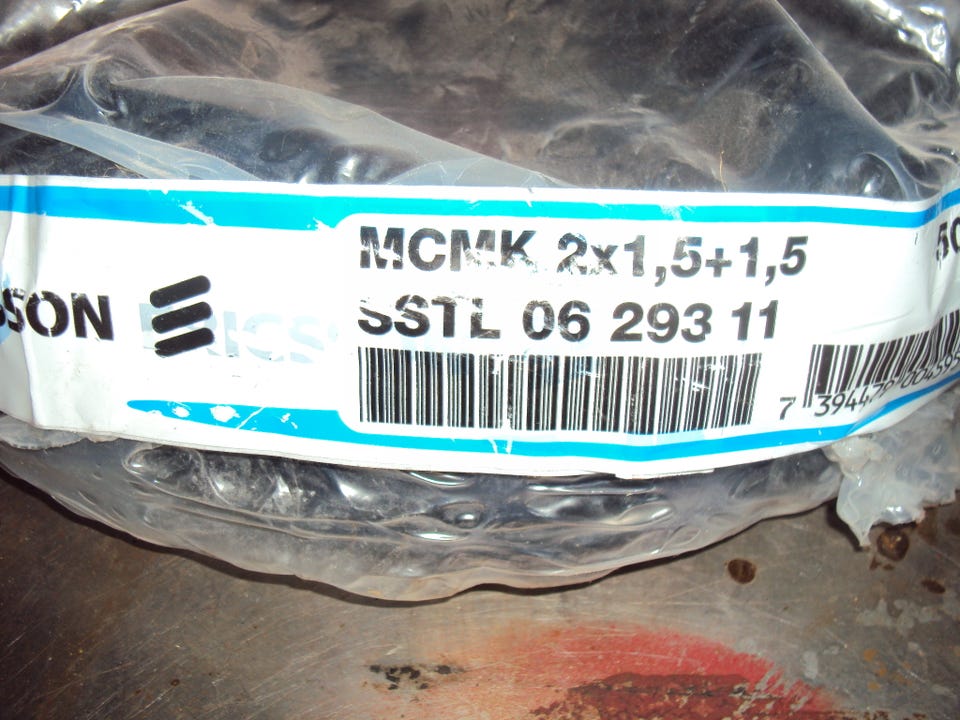 SSON
MCMK 2x1,5+1,5
SSTL 06 293 11